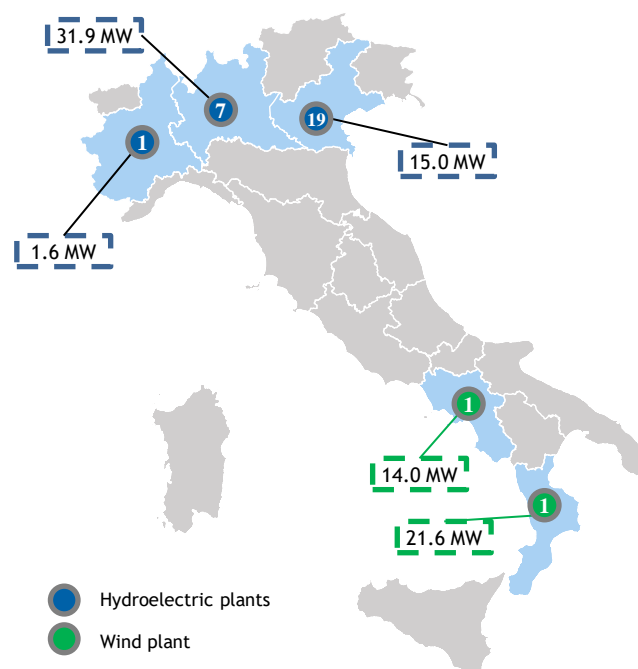 31.9 MW
7
19
1
15.0 MW
1.6 MW
1
14.0 MW
1
21.6 MW
Hydroelectric plants
Wind plant